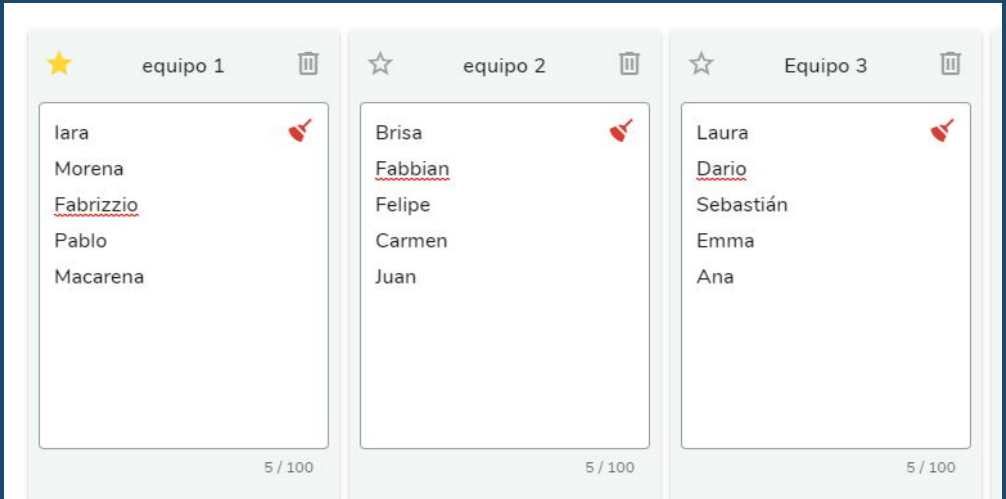 equipo 1
Iara
Morena
Fabrizzio
Pablo
Macarena
5 / 100
equipo 2
Brisa
Fabbian
Felipe
Carmen
Juan
5 / 100
Equipo 3
Laura
Dario
Sebastián
Emma
Ana
5 / 100